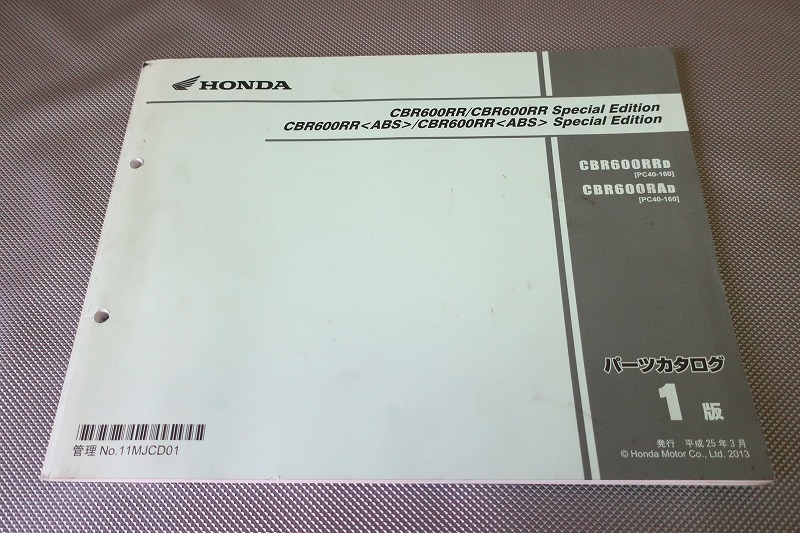 HONDA
CBR600RR/CBR600RR Special Edition
CBR600RR<ABS>/CBR600RR<ABS> Special Edition
CBR600RRD
[PC40-160]
CBR600RAD
[PC40-160]
パーツカタログ
1 版
発行 平成 25 年 3 月
© Honda Motor Co., Ltd. 2013
管理 No.11MJCD01